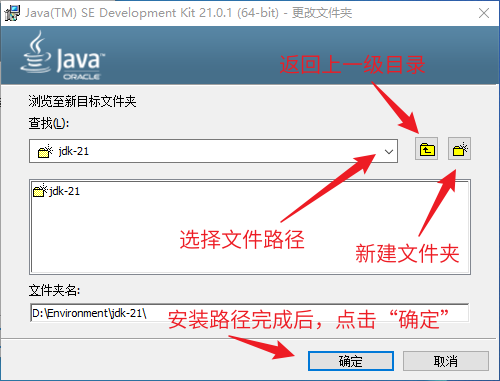 Java(TM) SE Development Kit 21.0.1 (64-bit) - 更改文件夹
Java
ORACLE
返回上一级目录
浏览至新目标文件夹
查找(L):
jdk-21
jdk-21
选择文件路径
新建文件夹
文件夹名:
D:\Environment\jdk-21\
安装路径完成后，点击“确定”
确定
取消